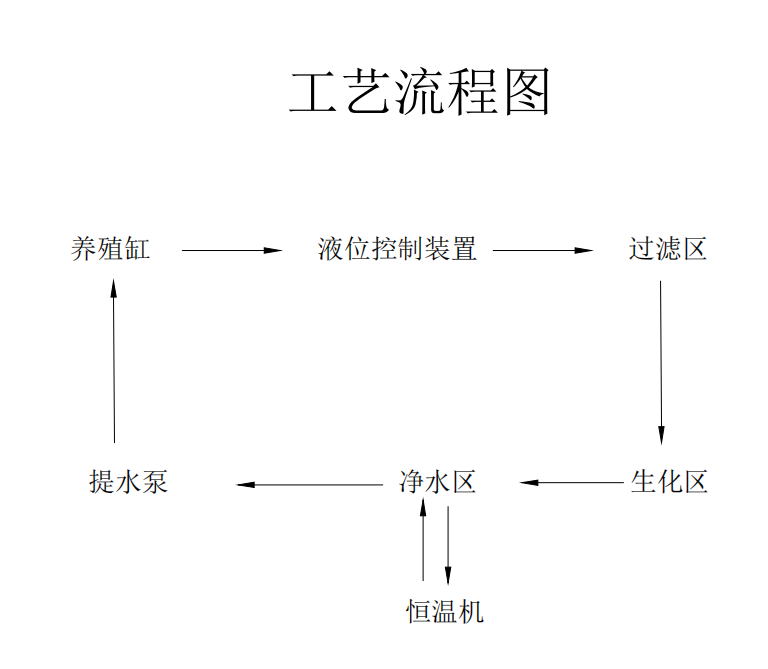 工艺流程图
养殖缸
液位控制装置
过滤区
提水泵
净水区
生化区
恒温机